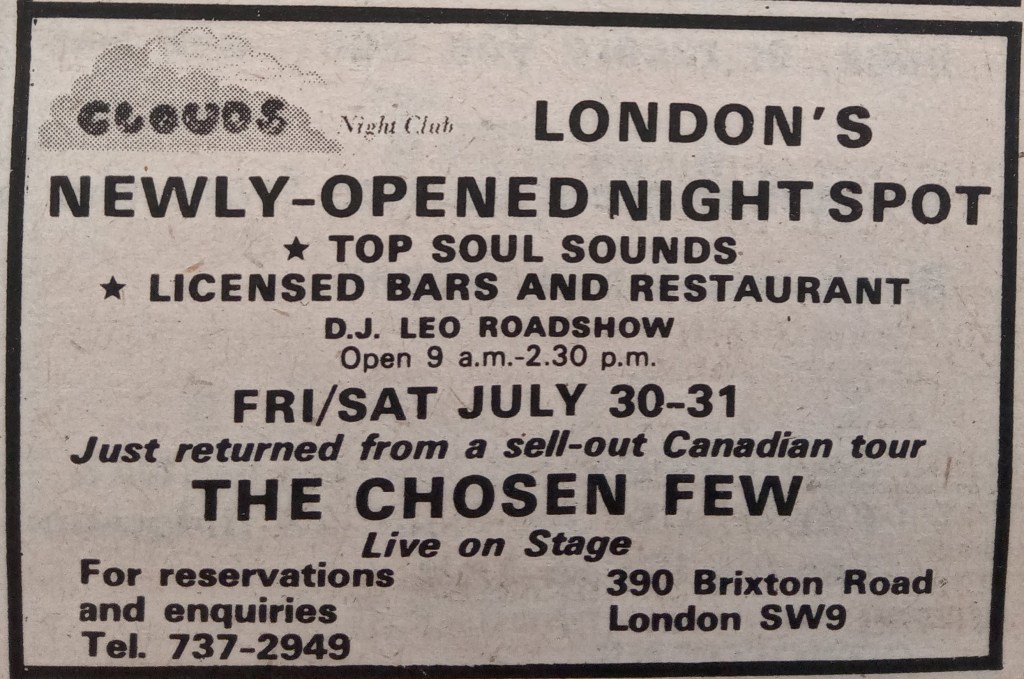 CLOUDS Night Club LONDON'S
NEWLY-OPENED NIGHT SPOT
★ TOP SOUL SOUNDS
★ LICENSED BARS AND RESTAURANT
D.J. LEO ROADSHOW
Open 9 a.m.-2.30 p.m.
FRI/SAT JULY 30-31
Just returned from a sell-out Canadian tour
THE CHOSEN FEW
Live on Stage
For reservations
and enquiries
Tel. 737-2949
390 Brixton Road
London SW9